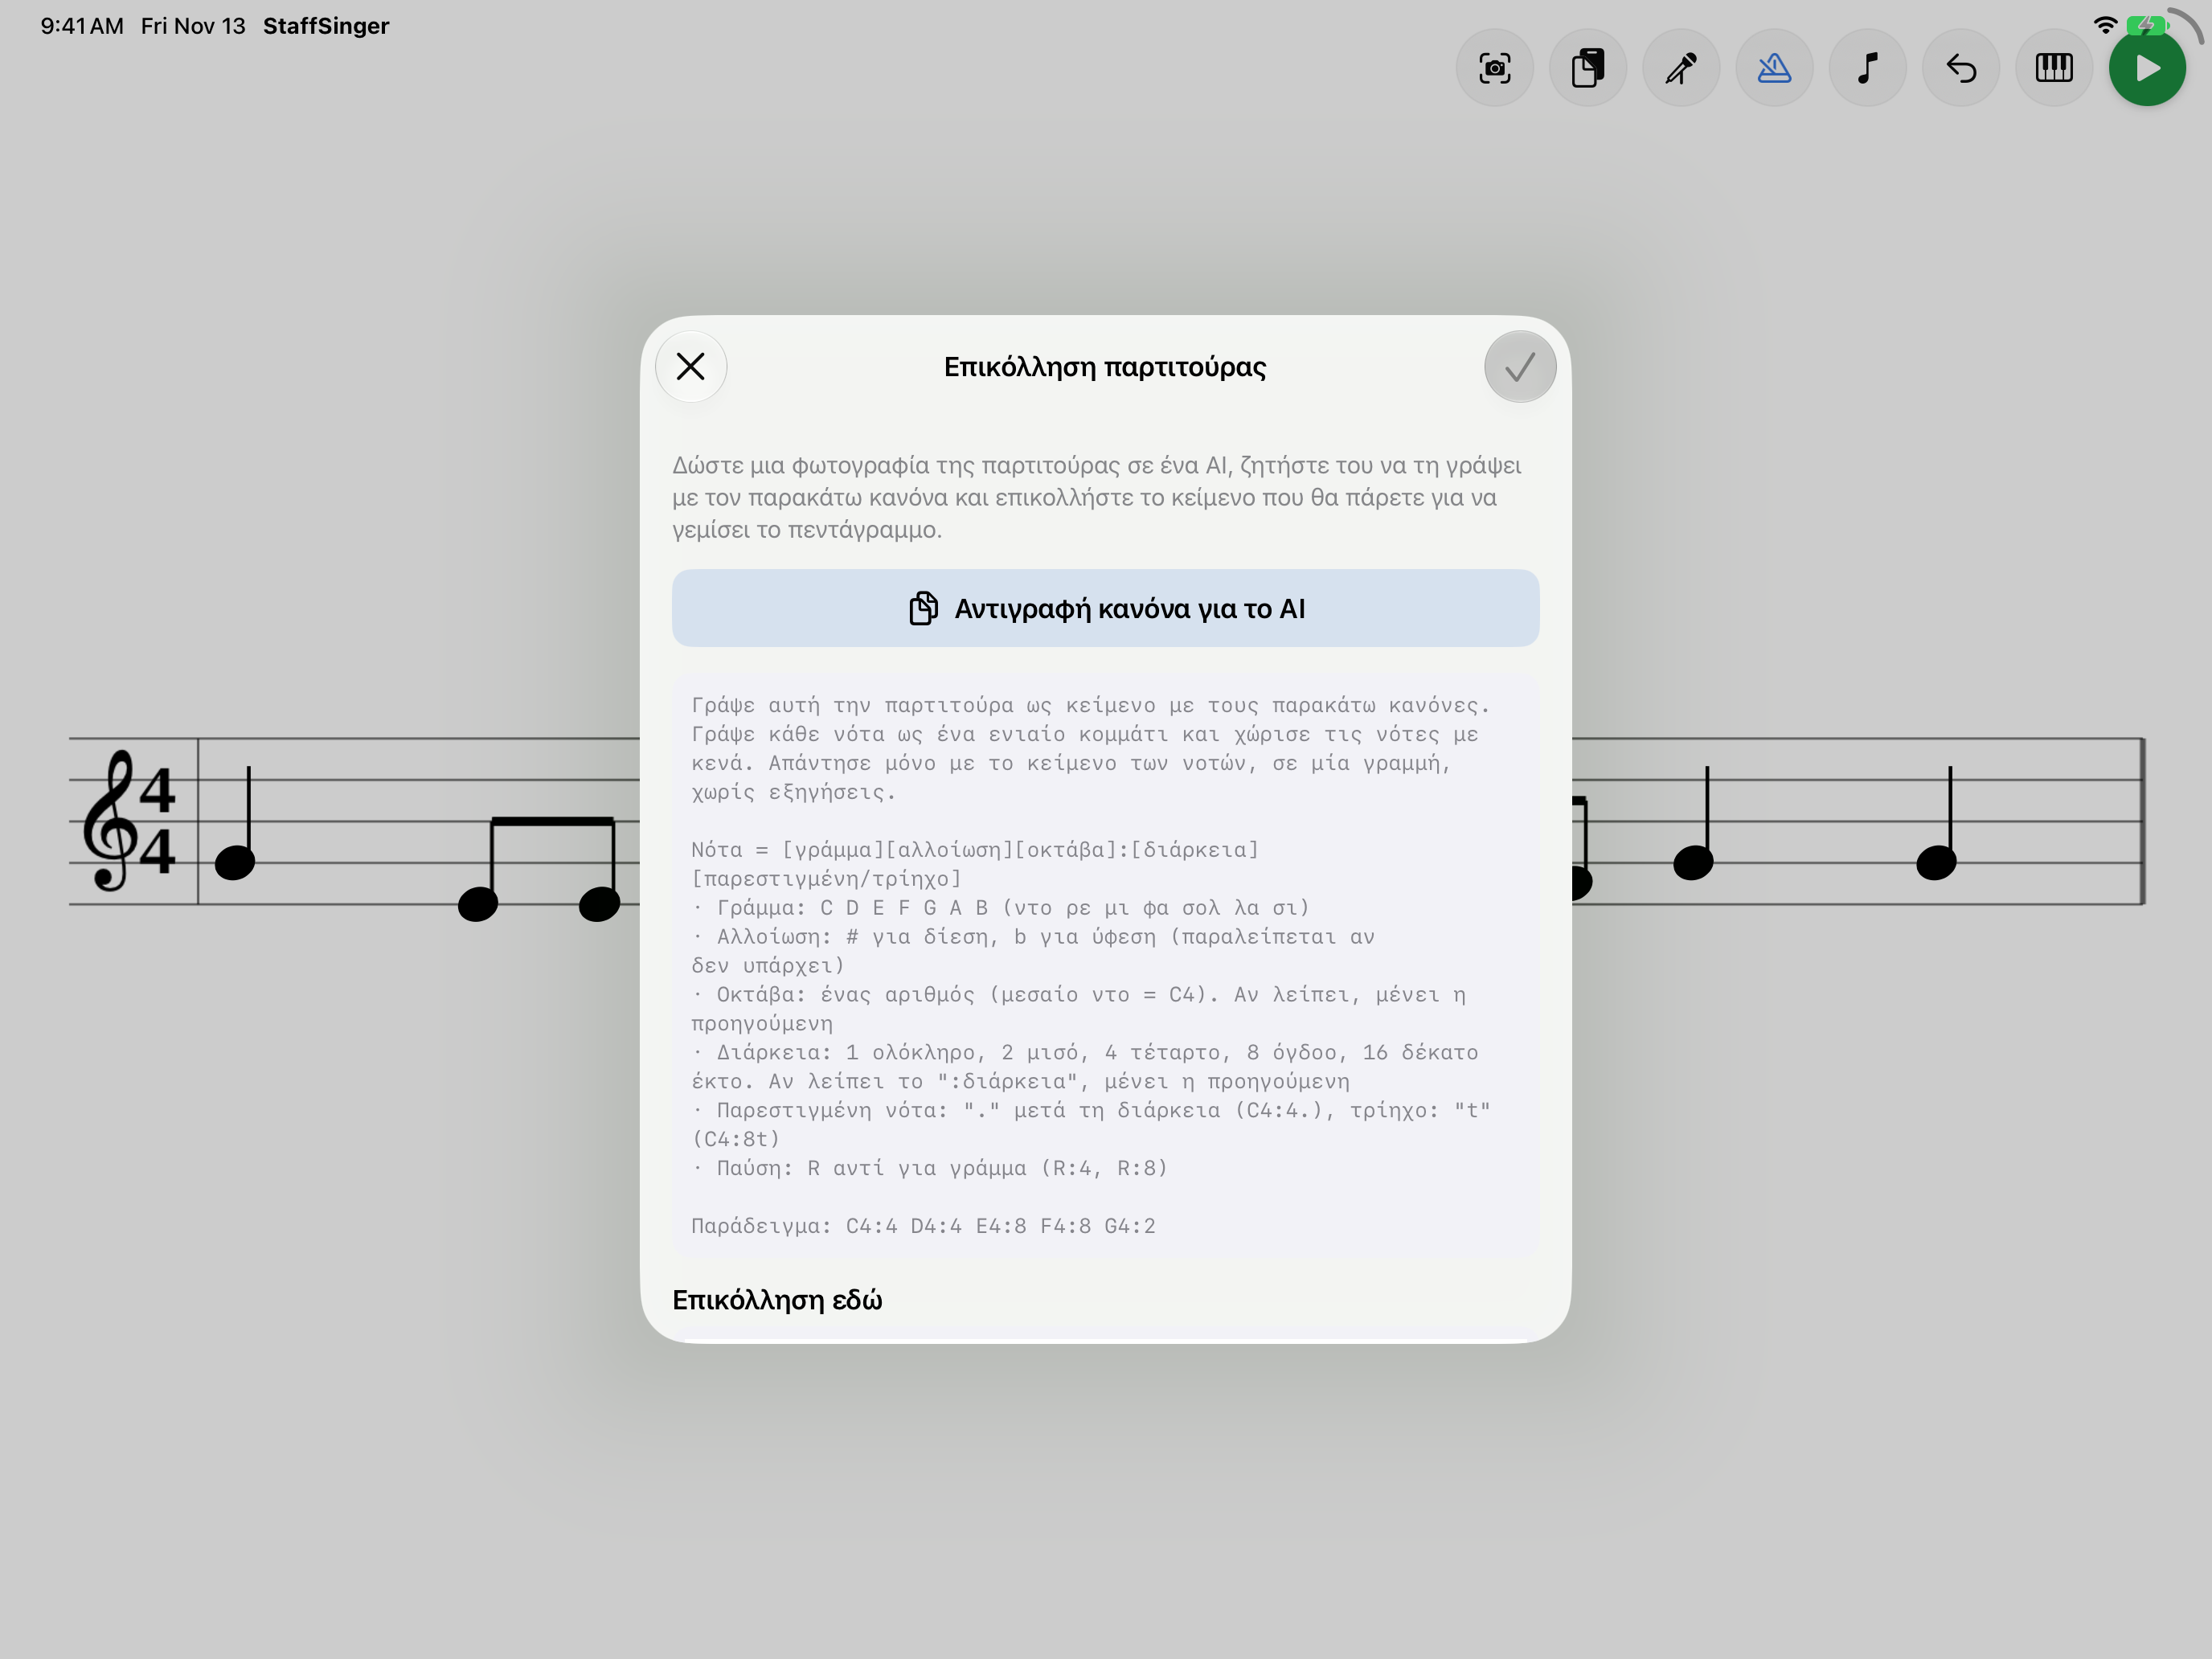 9:41 AM Fri Nov 13 StaffSinger
Επικόλληση παρτιτούρας
Δώστε μια φωτογραφία της παρτιτούρας σε ένα AI, ζητήστε του να τη γράψει
με τον παρακάτω κανόνα και επικολλήστε το κείμενο που θα πάρετε για να
γεμίσει το πεντάγραμμο.
Αντιγραφή κανόνα για το AI
Γράψε αυτή την παρτιτούρα ως κείμενο με τους παρακάτω κανόνες.
Γράψε κάθε νότα ως ένα ενιαίο κομμάτι και χώρισε τις νότες με
κενά. Απάντησε μόνο με το κείμενο των νοτών, σε μία γραμμή,
χωρίς εξηγήσεις.
Νότα = [γράμμα][αλλοίωση][οκτάβα]:[διάρκεια]
[παρεστιγμένη/τρίηχο]
· Γράμμα: C D E F G A B (ντο ρε μι φα σολ λα σι)
· Αλλοίωση: # για δίεση, b για ύφεση (παραλείπεται αν
δεν υπάρχει)
· Οκτάβα: ένας αριθμός (μεσαίο ντο = C4). Αν λείπει, μένει η
προηγούμενη
· Διάρκεια: 1 ολόκληρο, 2 μισό, 4 τέταρτο, 8 όγδοο, 16 δέκατο
έκτο. Αν λείπει το ":διάρκεια", μένει η προηγούμενη
· Παρεστιγμένη νότα: "." μετά τη διάρκεια (C4:4.), τρίηχο: "t"
(C4:8t)
· Παύση: R αντί για γράμμα (R:4, R:8)
Παράδειγμα: C4:4 D4:4 E4:8 F4:8 G4:2
Επικόλληση εδώ
4
4